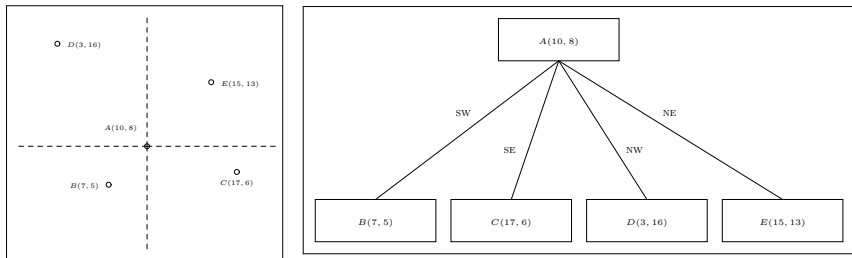 D(3, 16)
E(15, 13)
A(10, 8)
B(7, 5)
C(17, 6)
A(10, 8)
SW
NE
SE
NW
B(7, 5)
C(17, 6)
D(3, 16)
E(15, 13)